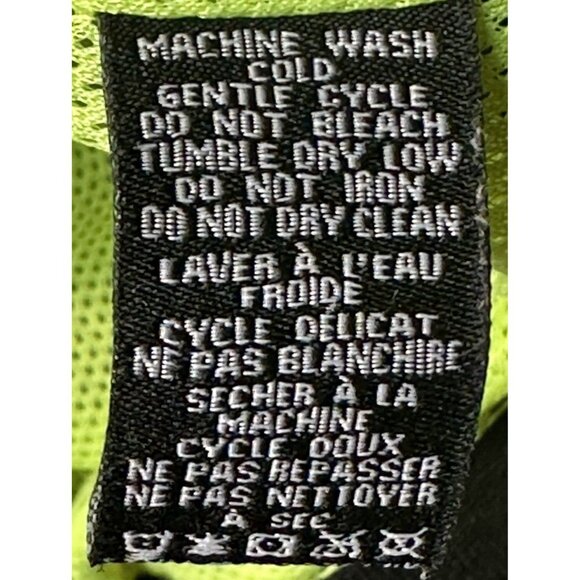 MACHINE WASH
COLD
GENTLE CYCLE
DO NOT BLEACH
TUMBLE DRY LOW
DO NOT IRON
DO NOT DRY CLEAN
LAVER À L'EAU
FROIDE
CYCLE DÉLICAT
NE PAS BLANCHIRE
SECHER À LA
MACHINE
CYCLE DOUX
NE PAS REPASSER
NE PAS NETTOYER
À SEC